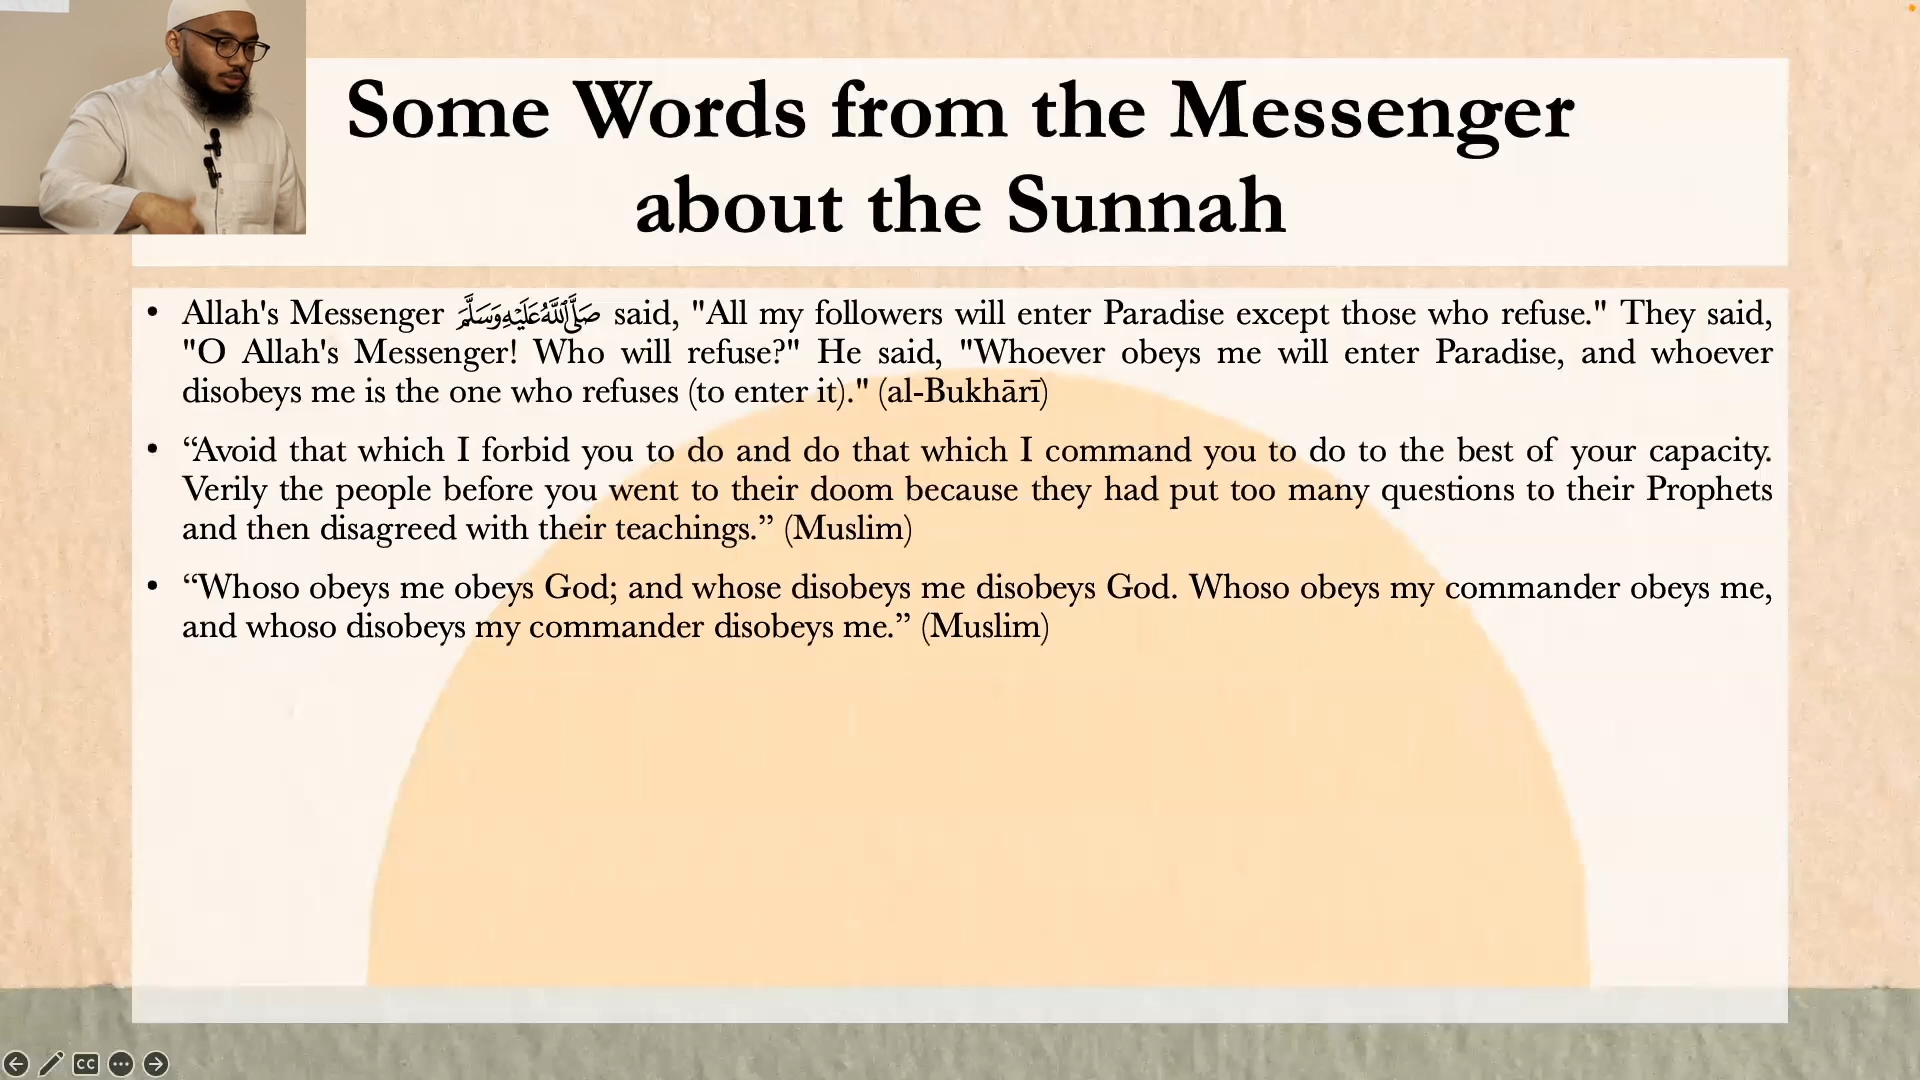 Some Words from the Messenger
about the Sunnah
• Allah's Messenger صَلَّى اللَّهُ عَلَيْهِ وَسَلَّمَ said, "All my followers will enter Paradise except those who refuse." They said,
"O Allah's Messenger! Who will refuse?" He said, "Whoever obeys me will enter Paradise, and whoever
disobeys me is the one who refuses (to enter it)." (al-Bukhārī)
• “Avoid that which I forbid you to do and do that which I command you to do to the best of your capacity.
Verily the people before you went to their doom because they had put too many questions to their Prophets
and then disagreed with their teachings.” (Muslim)
• “Whoso obeys me obeys God; and whose disobeys me disobeys God. Whoso obeys my commander obeys me,
and whoso disobeys my commander disobeys me.” (Muslim)
CC